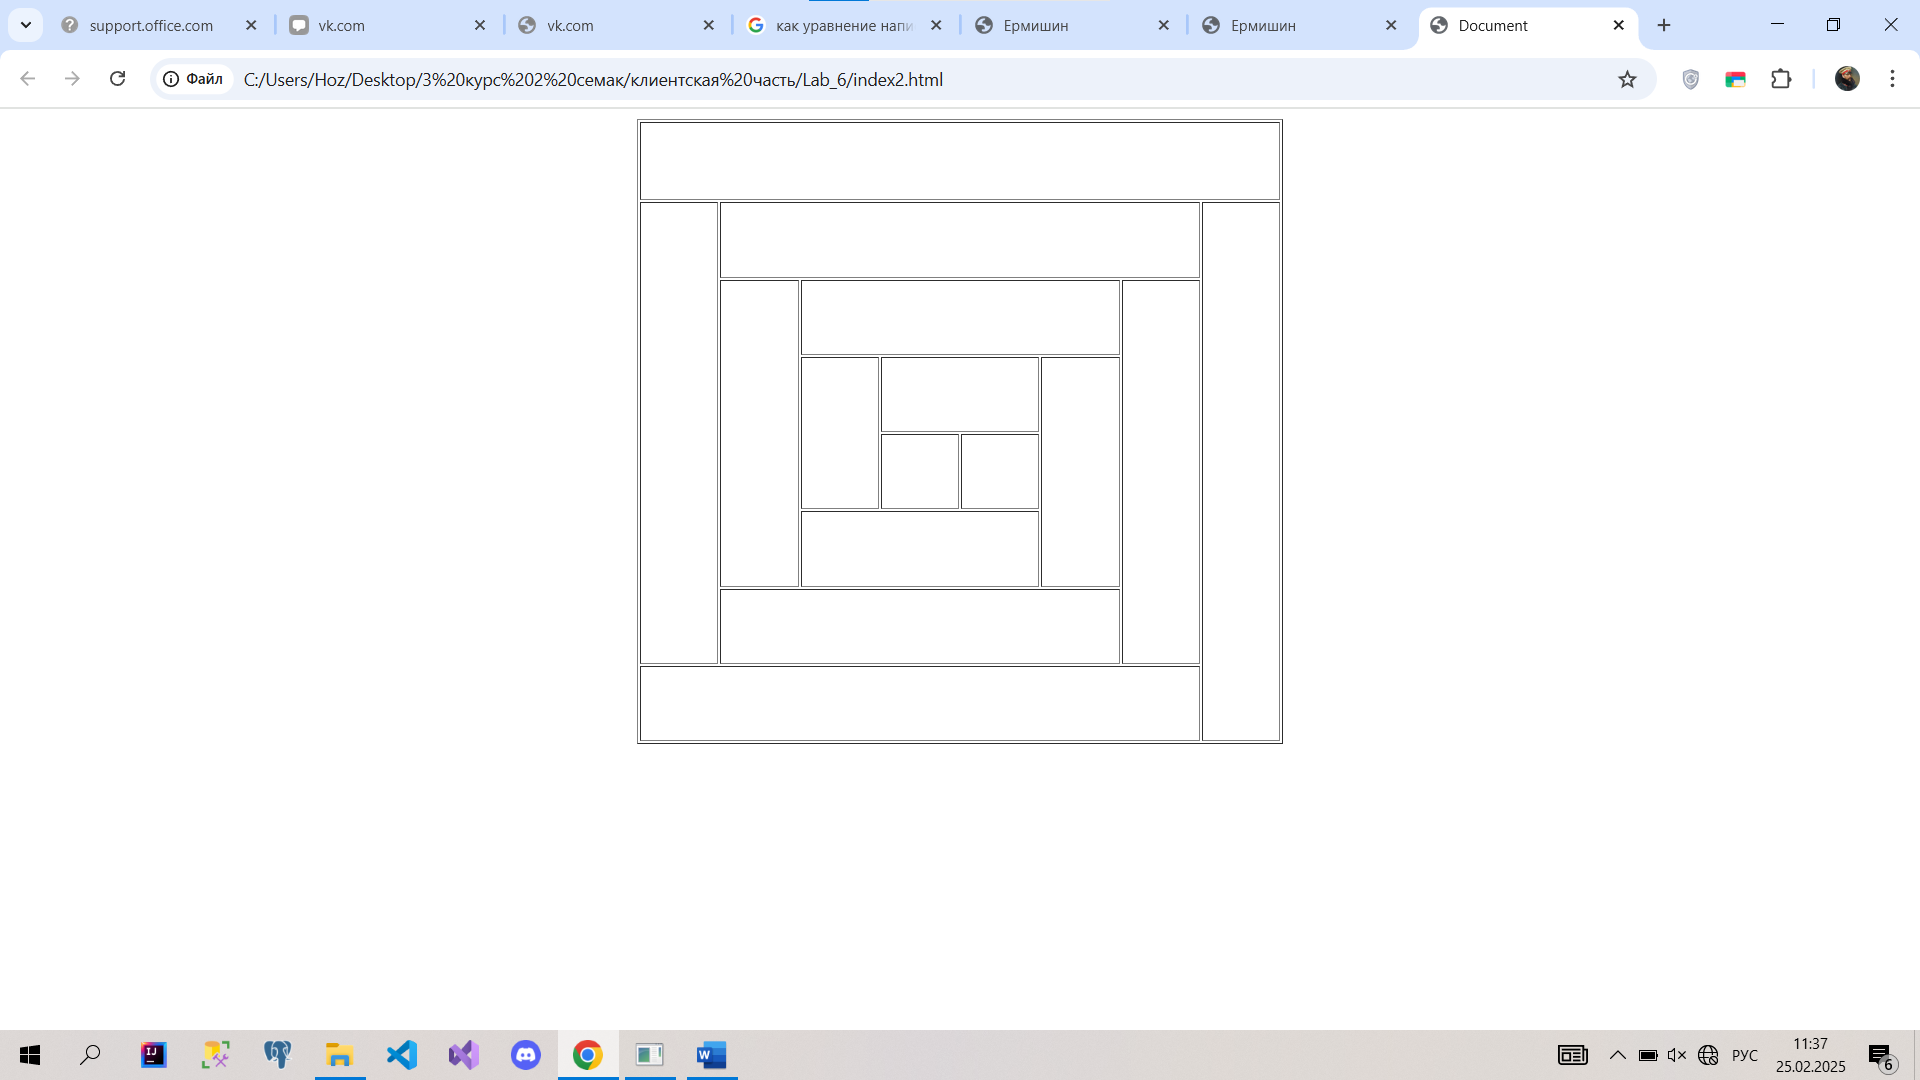 support.office.com
vk.com
vk.com
как уравнение напи
Ермишин
Ермишин
Document
Файл
C:/Users/Hoz/Desktop/3%20курс%202%20семак/клиентская%20часть/Lab_6/index2.html
РУС
11:37
25.02.2025
6